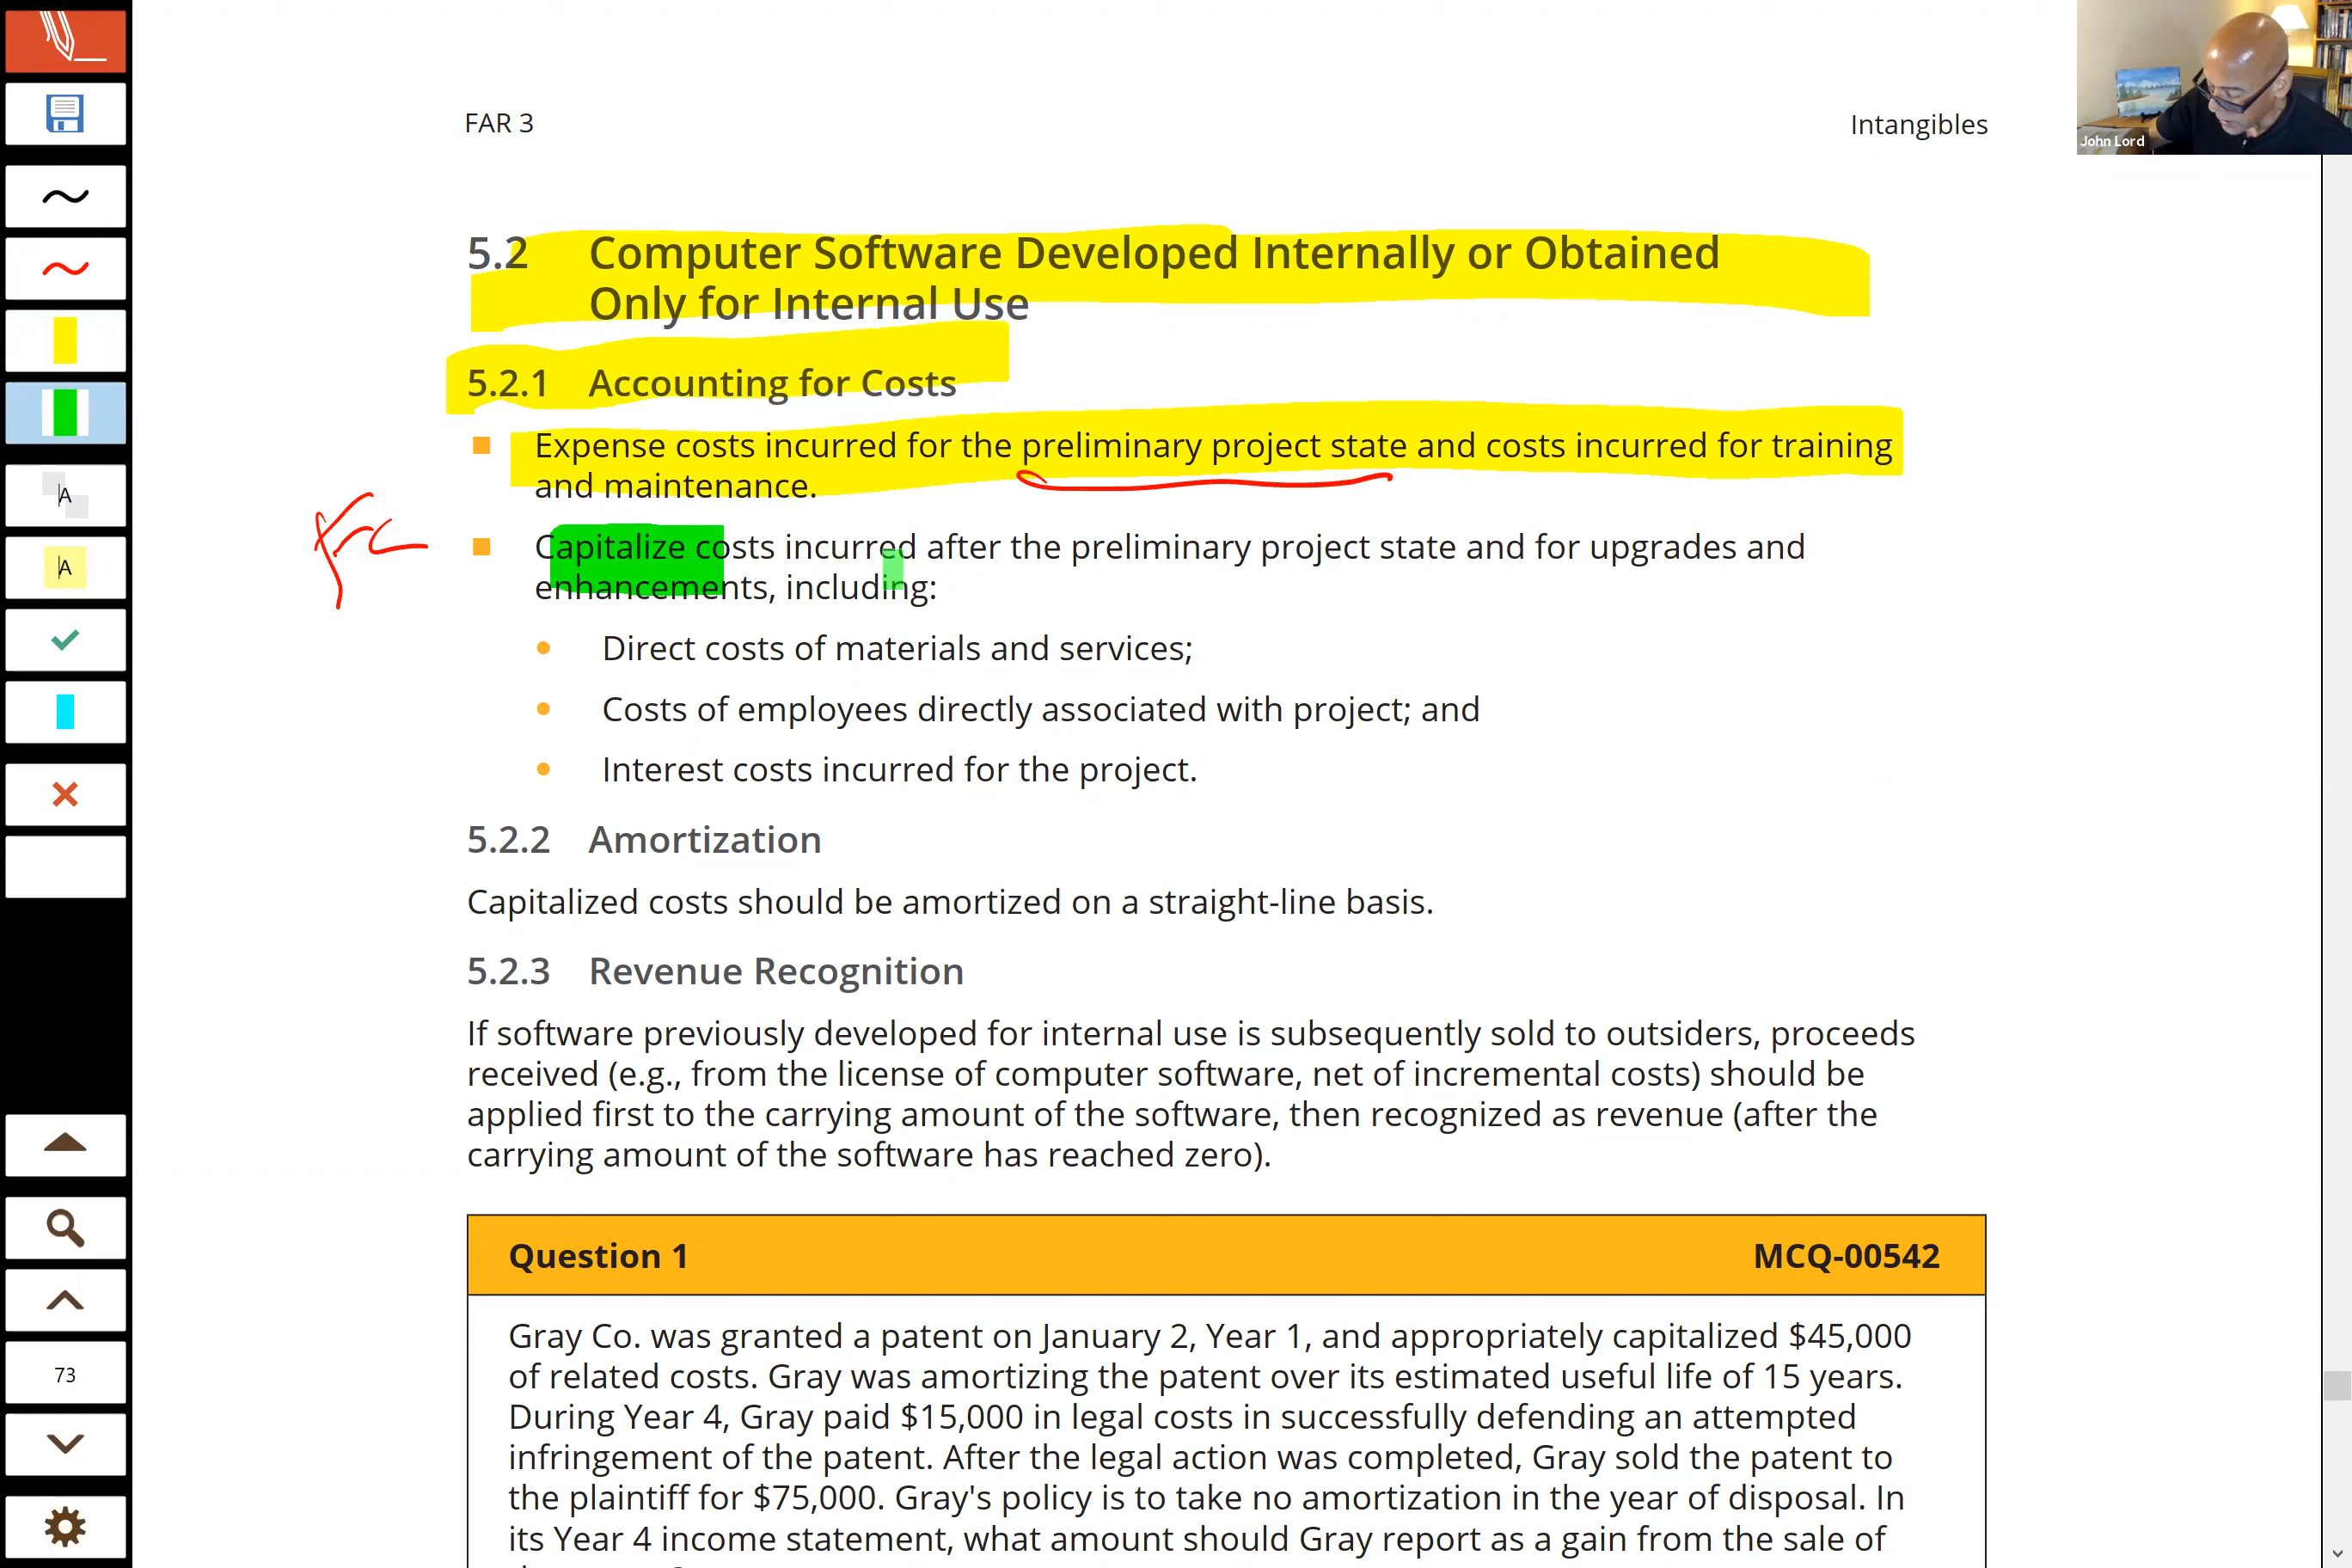 John Lord
FAR 3
Intangibles
5.2 Computer Software Developed Internally or Obtained
Only for Internal Use
5.2.1 Accounting for Costs
Expense costs incurred for the preliminary project state and costs incurred for training
and maintenance.
Capitalize costs incurred after the preliminary project state and for upgrades and
enhancements, including:
Direct costs of materials and services;
Costs of employees directly associated with project; and
Interest costs incurred for the project.
5.2.2 Amortization
Capitalized costs should be amortized on a straight-line basis.
5.2.3 Revenue Recognition
If software previously developed for internal use is subsequently sold to outsiders, proceeds
received (e.g., from the license of computer software, net of incremental costs) should be
applied first to the carrying amount of the software, then recognized as revenue (after the
carrying amount of the software has reached zero).
Question 1 MCQ-00542
Gray Co. was granted a patent on January 2, Year 1, and appropriately capitalized $45,000
of related costs. Gray was amortizing the patent over its estimated useful life of 15 years.
During Year 4, Gray paid $15,000 in legal costs in successfully defending an attempted
infringement of the patent. After the legal action was completed, Gray sold the patent to
the plaintiff for $75,000. Gray's policy is to take no amortization in the year of disposal. In
its Year 4 income statement, what amount should Gray report as a gain from the sale of
A
A
73